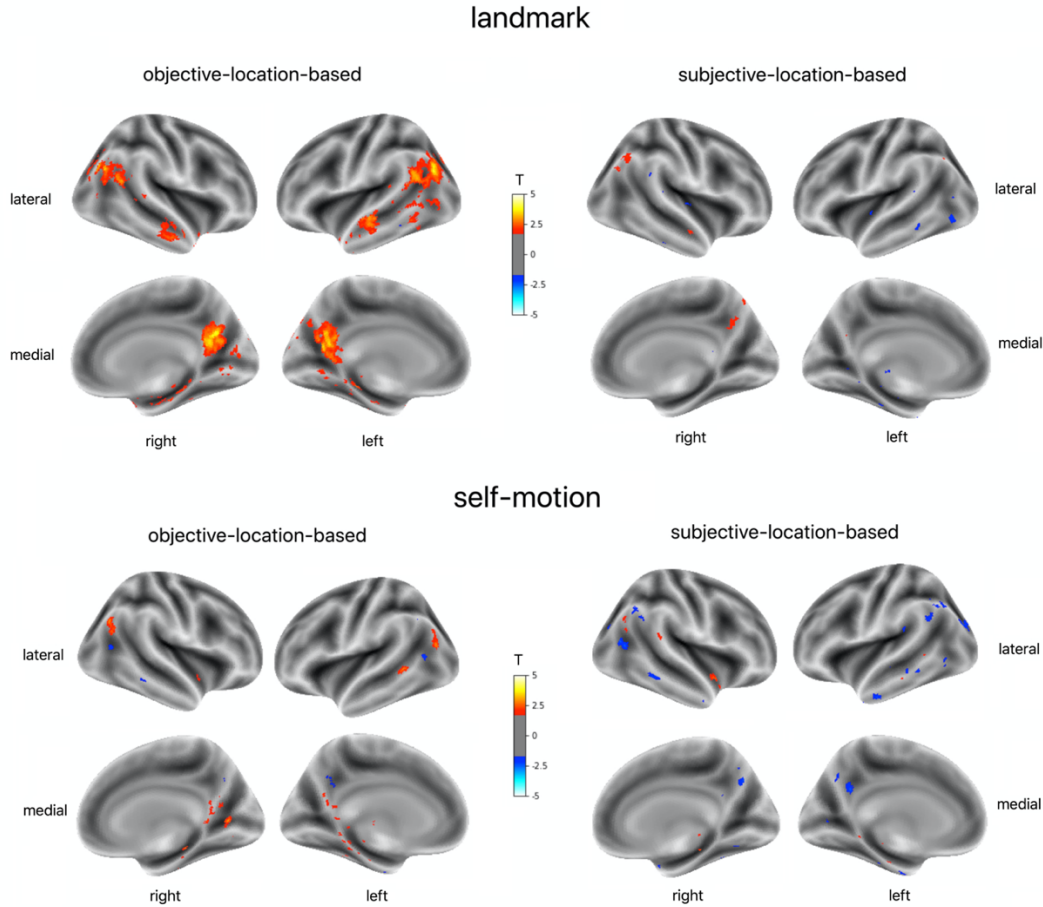 landmark
objective-location-based
subjective-location-based
lateral
T
5
2.5
0
-2.5
-5
lateral
medial
medial
right
left
right
left
self-motion
objective-location-based
subjective-location-based
lateral
T
5
2.5
0
-2.5
-5
lateral
medial
medial
right
left
right
left